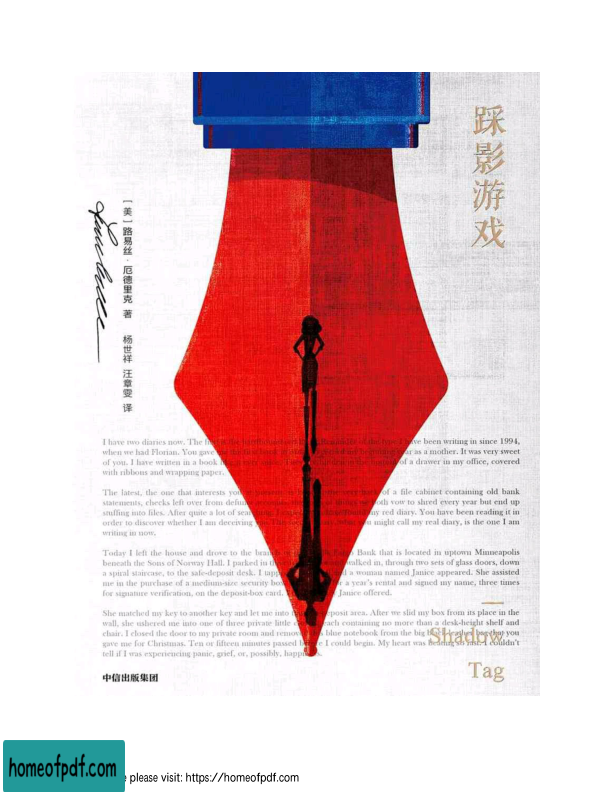 踩影游戏
[美]路易丝·厄德里克 著
杨世祥 汪章雯 译
I have two diaries now. The first is the have been writing in since 1994,
when we had Florian. You gave me year as a mother. It was very sweet
of you. I have written in a book of a drawer in my office, covered
with ribbons and wrapping paper.
The latest, the one that interests you of a file cabinet containing old bank
statements, checks left over from defunct both vow to shred every year but end up
stuffing into files. After quite a lot of my red diary. You have been reading it in
order to discover whether I am deceiving you might call my real diary, is the one I am
writing in now.
Today I left the house and drove to the Bank that is located in uptown Minneapolis
beneath the Sons of Norway Hall. I parked in walked in, through two sets of glass doors, down
a spiral staircase, to the safe-deposit desk. I a woman named Janice appeared. She assisted
me in the purchase of a medium-size security a year's rental and signed my name, three times
for signature verification, on the deposit-box card. Janice offered.
She matched my key to another key and let me into deposit area. After we slid my box from its place in the
wall, she ushered me into one of three private little each containing no more than a desk-height shelf and
chair. I closed the door to my private room and removed blue notebook from the big that you
gave me for Christmas. Ten or fifteen minutes passed before I could begin. My heart was beating so fast. I couldn't
tell if I was experiencing panic, grief, or, possibly, happiness.
Shadow
Tag
中信出版集团
homeofpdf.com
please visit: https://homeofpdf.com